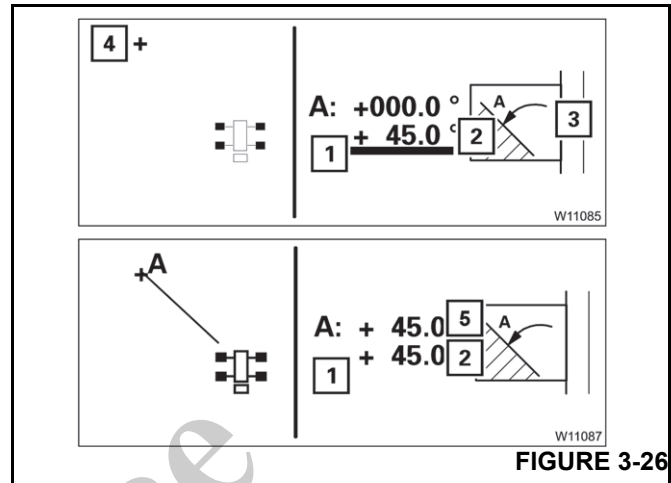 4 +
A: +000.0 °
1 + 45.0 ° 2 A 3
W11085
+A
A: + 45.0 5 A
1 + 45.0 2
W11087
FIGURE 3-26